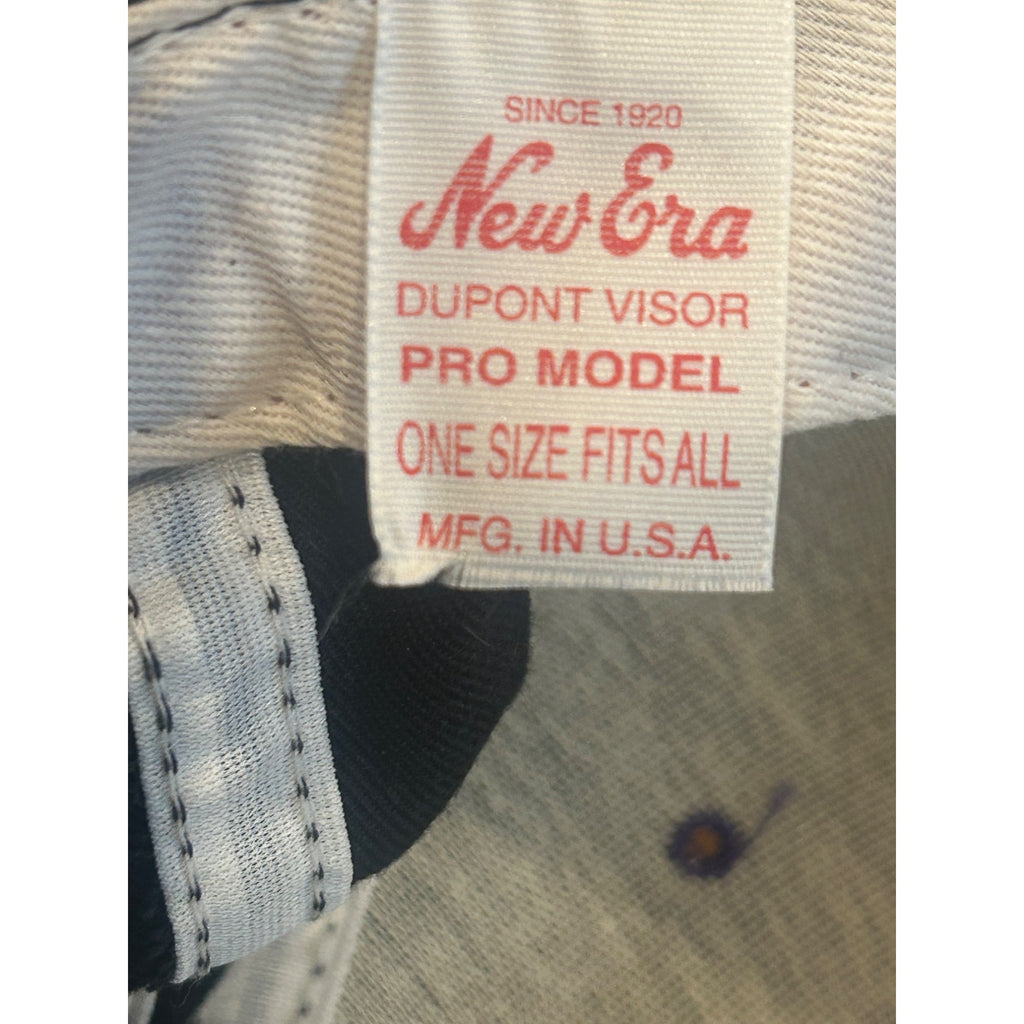 SINCE 1920
New Era
DUPONT VISOR
PRO MODEL
ONE SIZE FITS ALL
MFG. IN U.S.A.